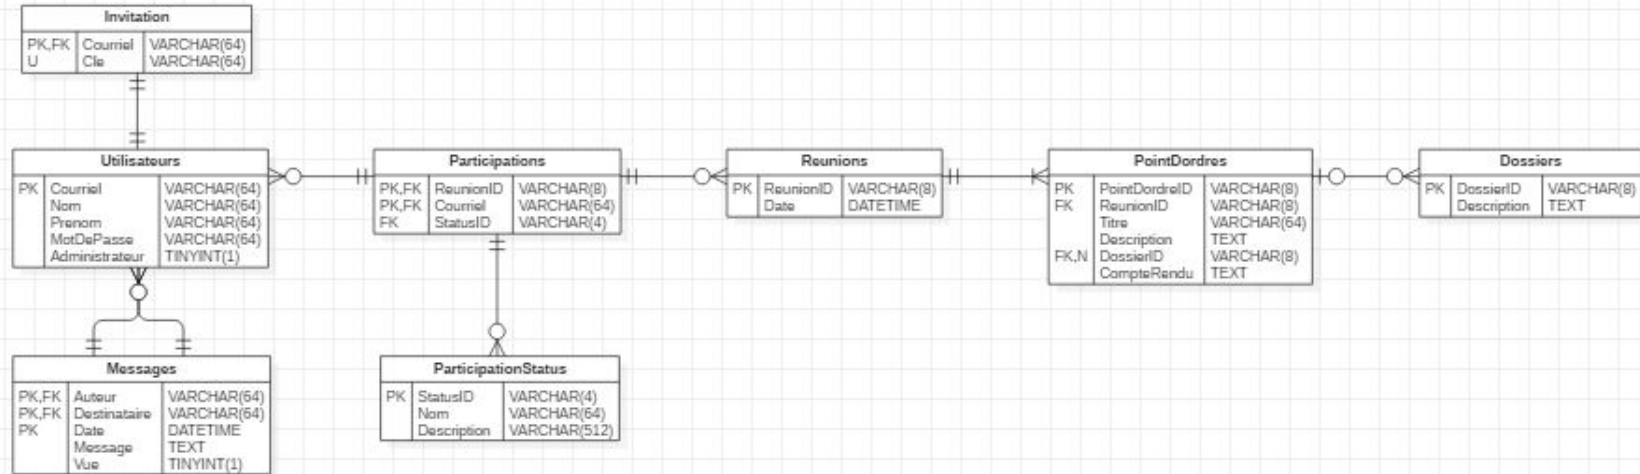 Invitation
PK,FK Courriel VARCHAR(64)
U Cle VARCHAR(64)
Utilisateurs
PK Courriel VARCHAR(64)
Nom VARCHAR(64)
Prenom VARCHAR(64)
MotDePasse VARCHAR(64)
Administrateur TINYINT(1)
Participations
PK,FK ReunionID VARCHAR(8)
PK,FK Courriel VARCHAR(64)
FK StatusID VARCHAR(4)
Reunions
PK ReunionID VARCHAR(8)
Date DATETIME
PointDordres
PK PointDordreID VARCHAR(8)
FK ReunionID VARCHAR(8)
Titre VARCHAR(64)
Description TEXT
FK,N DossierID VARCHAR(8)
CompteRendu TEXT
Dossiers
PK DossierID VARCHAR(8)
Description TEXT
Messages
PK,FK Auteur VARCHAR(64)
PK,FK Destinataire VARCHAR(64)
PK Date DATETIME
Message TEXT
Vue TINYINT(1)
ParticipationStatus
PK StatusID VARCHAR(4)
Nom VARCHAR(64)
Description VARCHAR(512)